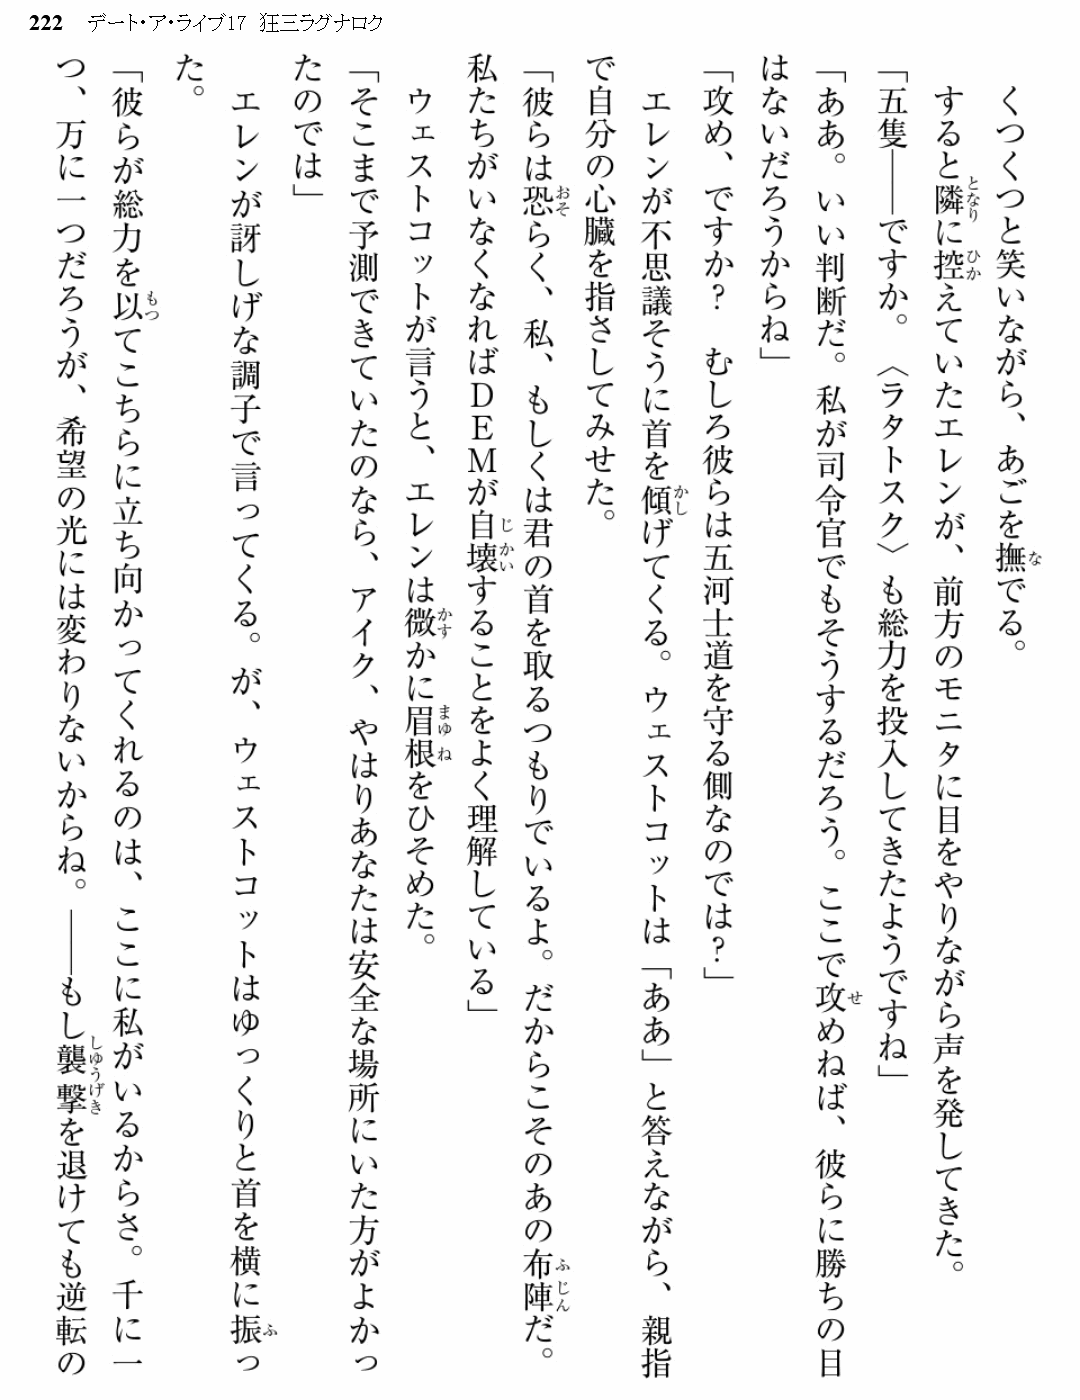 222 デート・ア・ライブ17 狂三ラグナロク
くつくつと笑いながら、あごを撫でる。
すると隣に控えていたエレンが、前方のモニタに目をやりながら声を発してきた。
「五隻――ですか。〈ラタトスク〉も総力を投入してきたようですね」
「ああ。いい判断だ。私が司令官でもそうするだろう。ここで攻めねば、彼らに勝ちの目
はないだろうからね」
「攻め、ですか？　むしろ彼らは五河士道を守る側なのでは？」
エレンが不思議そうに首を傾げてくる。ウェストコットは「ああ」と答えながら、親指
で自分の心臓を指さしてみせた。
「彼らは恐らく、私、もしくは君の首を取るつもりでいるよ。だからこそのあの布陣だ。
私たちがいなくなればＤＥＭが自壊することをよく理解している」
ウェストコットが言うと、エレンは微かに眉根をひそめた。
「そこまで予測できていたのなら、アイク、やはりあなたは安全な場所にいた方がよかっ
たのでは」
エレンが訝しげな調子で言ってくる。が、ウェストコットはゆっくりと首を横に振っ
た。
「彼らが総力を以てこちらに立ち向かってくれるのは、ここに私がいるからさ。千に一
つ、万に一つだろうが、希望の光には変わりないからね。――もし襲撃を退けても逆転の